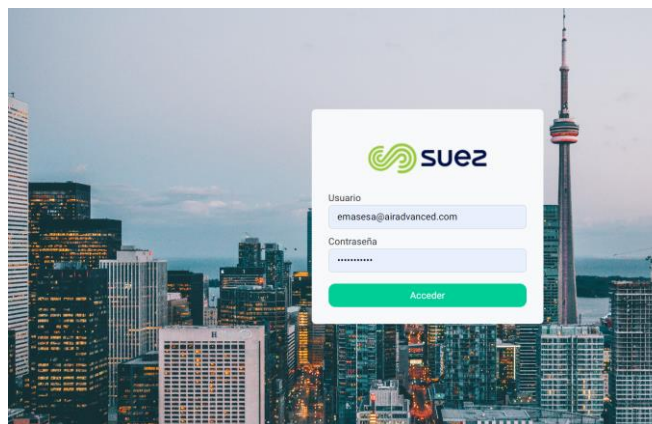 suez
Usuario
emasesa@airadvanced.com
Contraseña
•••••••••••
Acceder